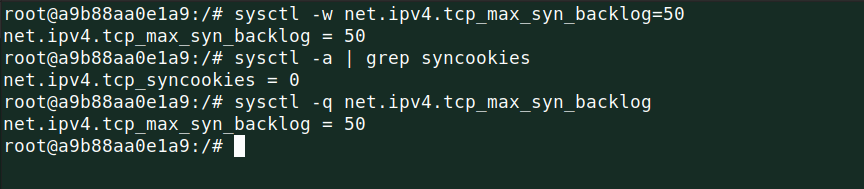 root@a9b88aa0e1a9:/# sysctl -w net.ipv4.tcp_max_syn_backlog=50
net.ipv4.tcp_max_syn_backlog = 50
root@a9b88aa0e1a9:/# sysctl -a | grep syncookies
net.ipv4.tcp_syncookies = 0
root@a9b88aa0e1a9:/# sysctl -q net.ipv4.tcp_max_syn_backlog
net.ipv4.tcp_max_syn_backlog = 50
root@a9b88aa0e1a9:/#